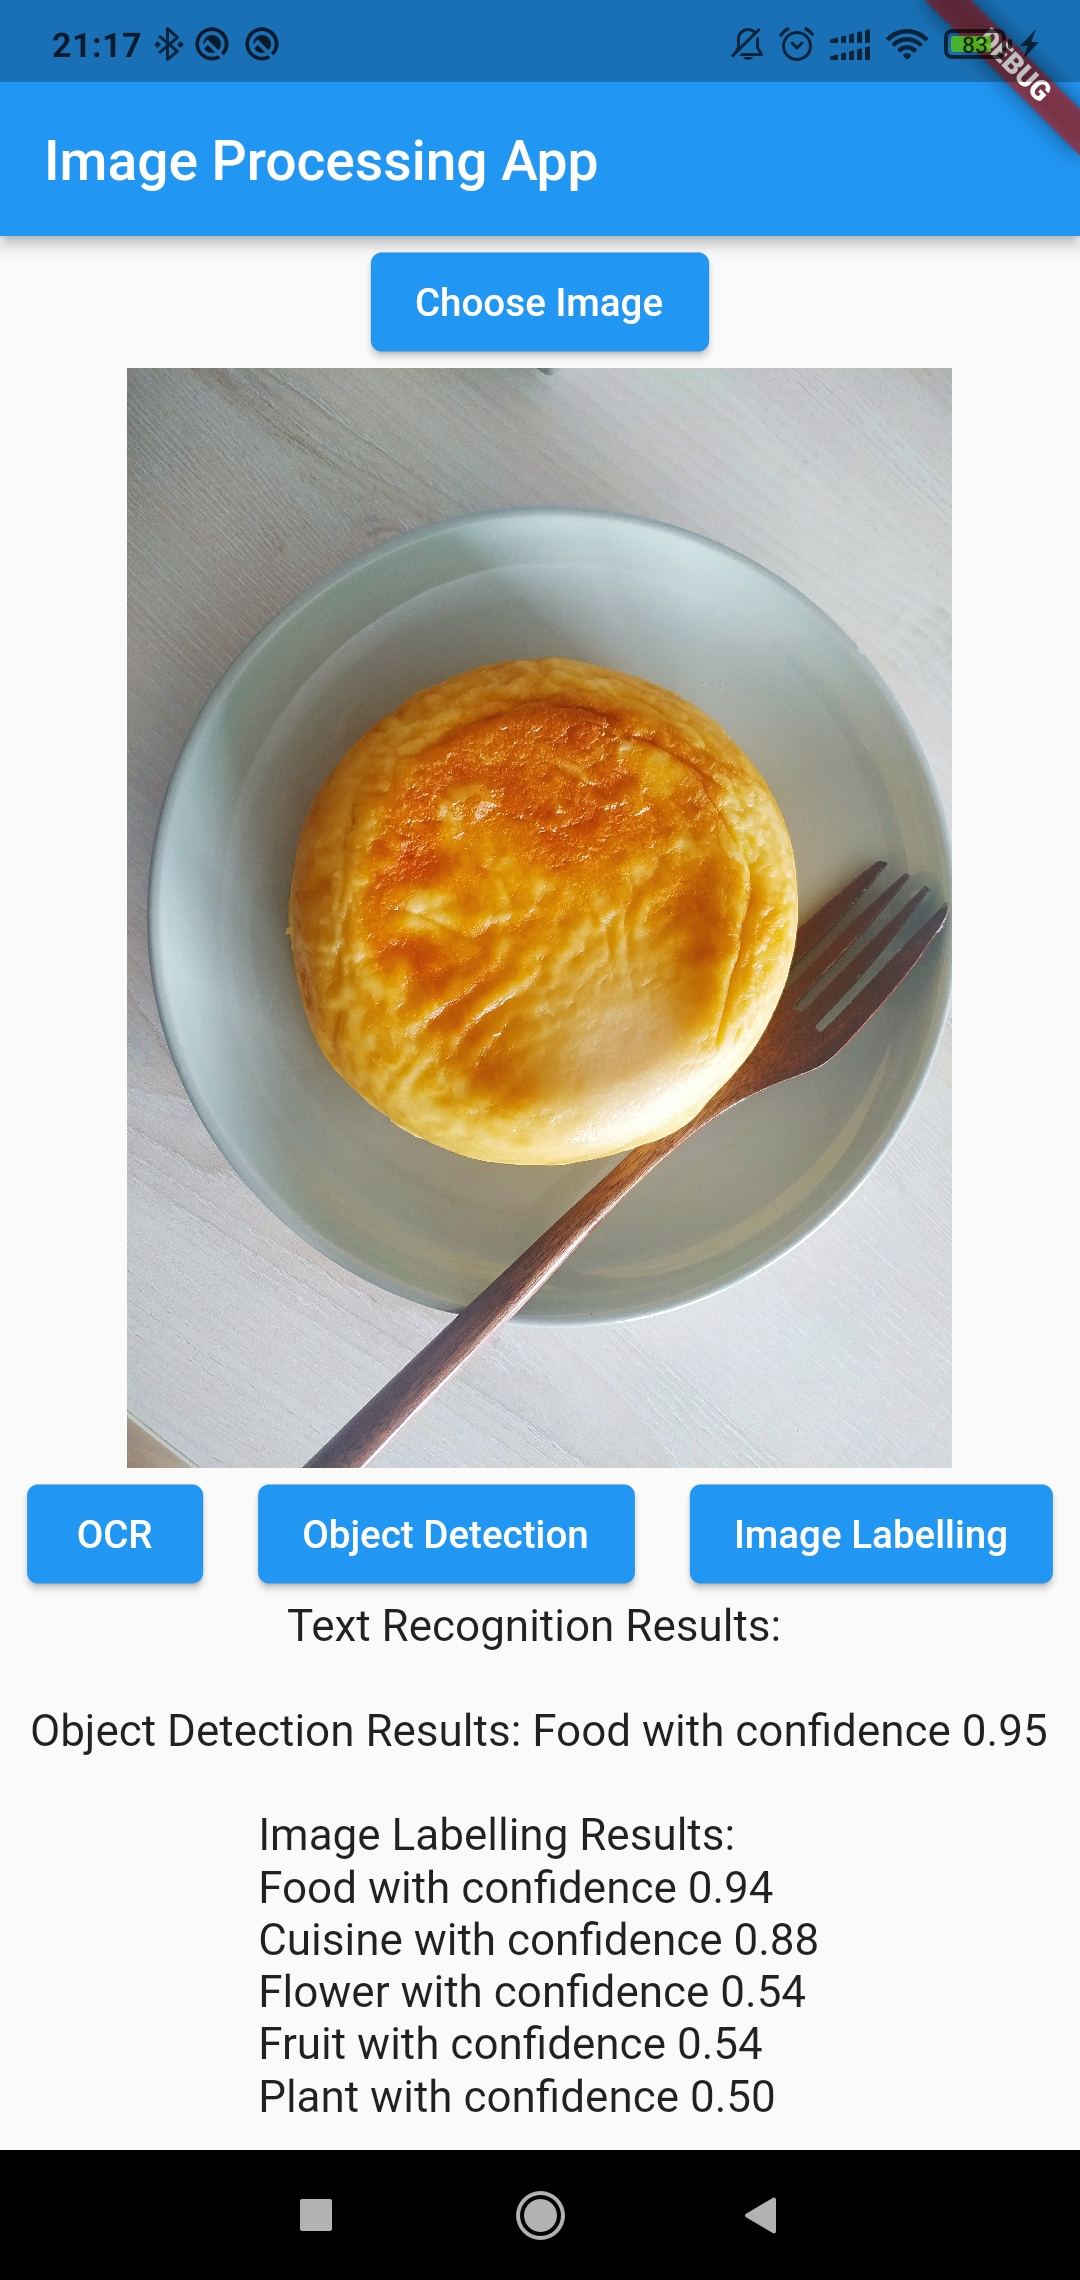 21:17
83
DEBUG
Image Processing App
Choose Image
OCR
Object Detection
Image Labelling
Text Recognition Results:
Object Detection Results: Food with confidence 0.95
Image Labelling Results:
Food with confidence 0.94
Cuisine with confidence 0.88
Flower with confidence 0.54
Fruit with confidence 0.54
Plant with confidence 0.50